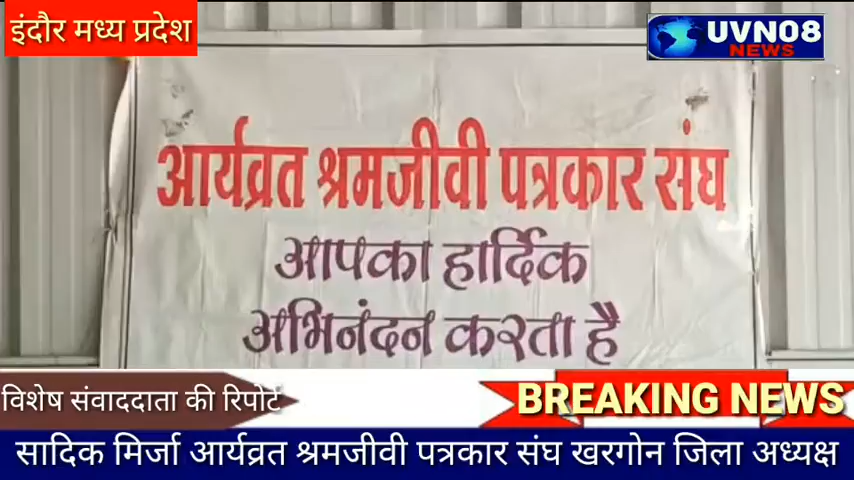 इंदौर मध्य प्रदेश
UVN08
NEWS
आर्यव्रत श्रमजीवी पत्रकार संघ
आपका हार्दिक
अभिनंदन करता है
विशेष संवाददाता की रिपोर्ट
BREAKING NEWS
सादिक मिर्जा आर्यव्रत श्रमजीवी पत्रकार संघ खरगोन जिला अध्यक्ष